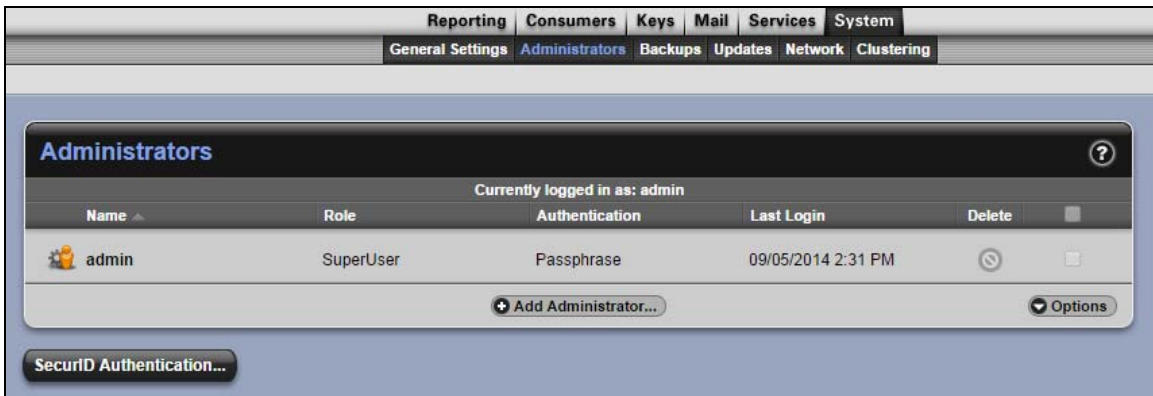 Reporting Consumers Keys Mail Services System
General Settings Administrators Backups Updates Network Clustering
Administrators ?
Currently logged in as: admin
Name Role Authentication Last Login Delete
admin SuperUser Passphrase 09/05/2014 2:31 PM
Add Administrator... Options
SecurID Authentication...